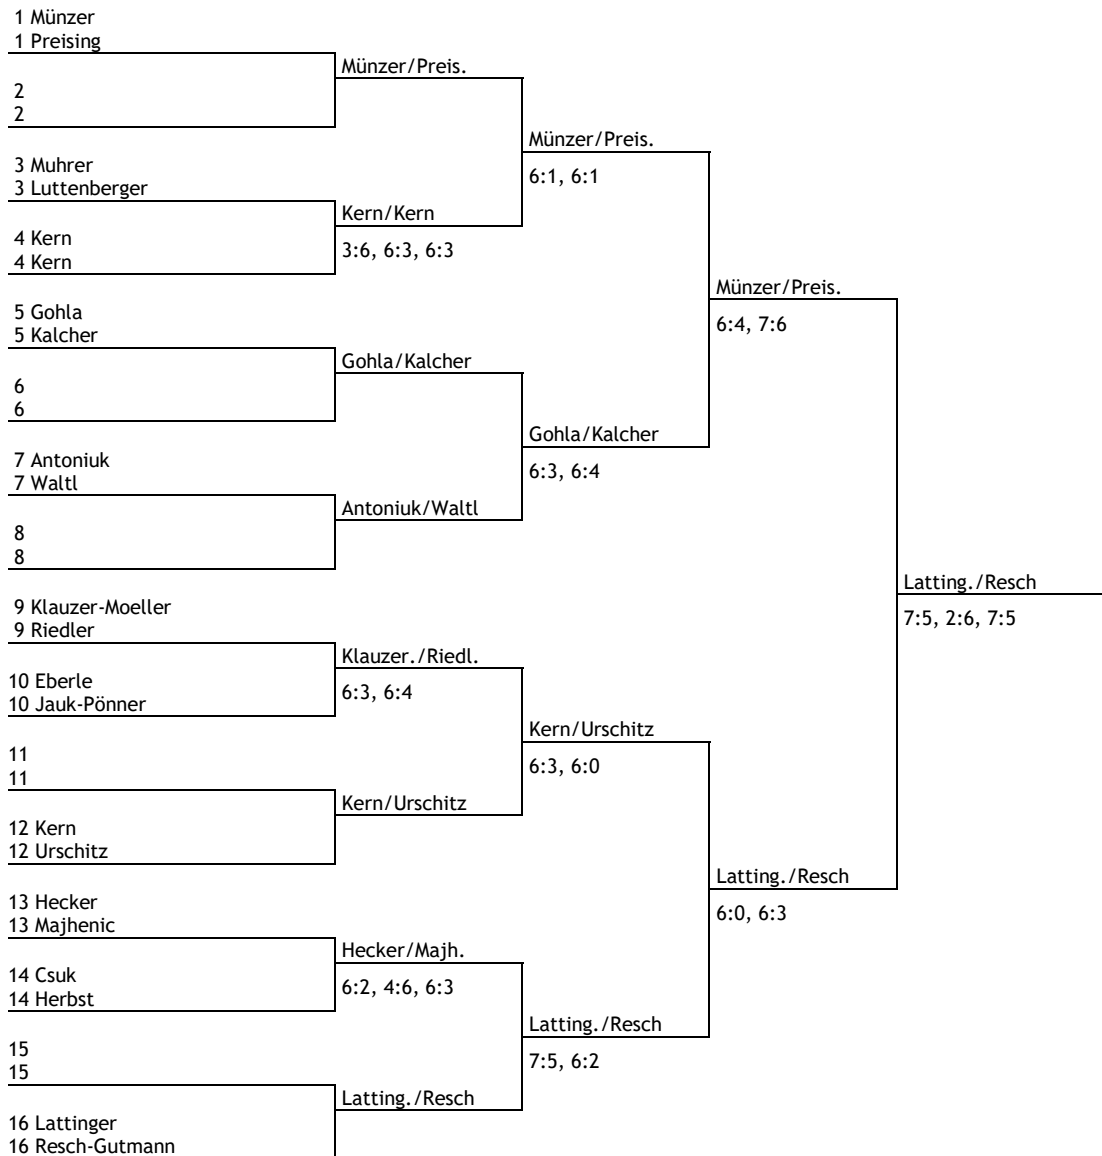 1 Münzer
1 Preising
Münzer/Preis.
2
2
Münzer/Preis.
3 Muhrer
6:1, 6:1
3 Luttenberger
Kern/Kern
4 Kern
3:6, 6:3, 6:3
4 Kern
Münzer/Preis.
5 Gohla
6:4, 7:6
5 Kalcher
Gohla/Kalcher
6
6
Gohla/Kalcher
7 Antoniuk
6:3, 6:4
7 Waltl
Antoniuk/Waltl
8
8
Latting./Resch
9 Klauzer-Moeller
7:5, 2:6, 7:5
9 Riedler
Klauzer./Riedl.
10 Eberle
6:3, 6:4
10 Jauk-Pönner
Kern/Urschitz
11
6:3, 6:0
11
Kern/Urschitz
12 Kern
12 Urschitz
Latting./Resch
13 Hecker
6:0, 6:3
13 Majhenic
Hecker/Majh.
14 Csuk
6:2, 4:6, 6:3
14 Herbst
Latting./Resch
15
7:5, 6:2
15
Latting./Resch
16 Lattinger
16 Resch-Gutmann